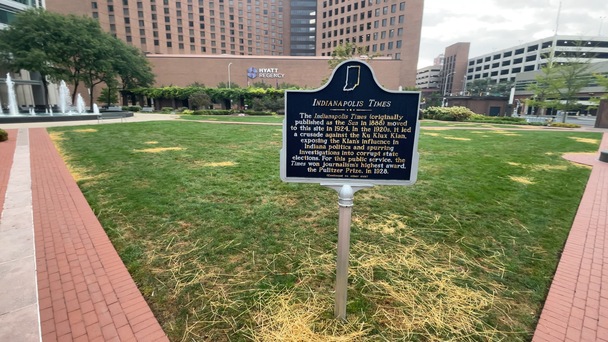 HYATT
REGENCY
INDIANAPOLIS TIMES
The Indianapolis Times (originally
published as the Sun in 1888) moved
to this site in 1924. In the 1920s, it led
a crusade against the Ku Klux Klan,
exposing the Klan's influence in
Indiana politics and spurring
investigations into corrupt state
elections. For this public service, the
Times won journalism's highest award,
the Pulitzer Prize, in 1928.